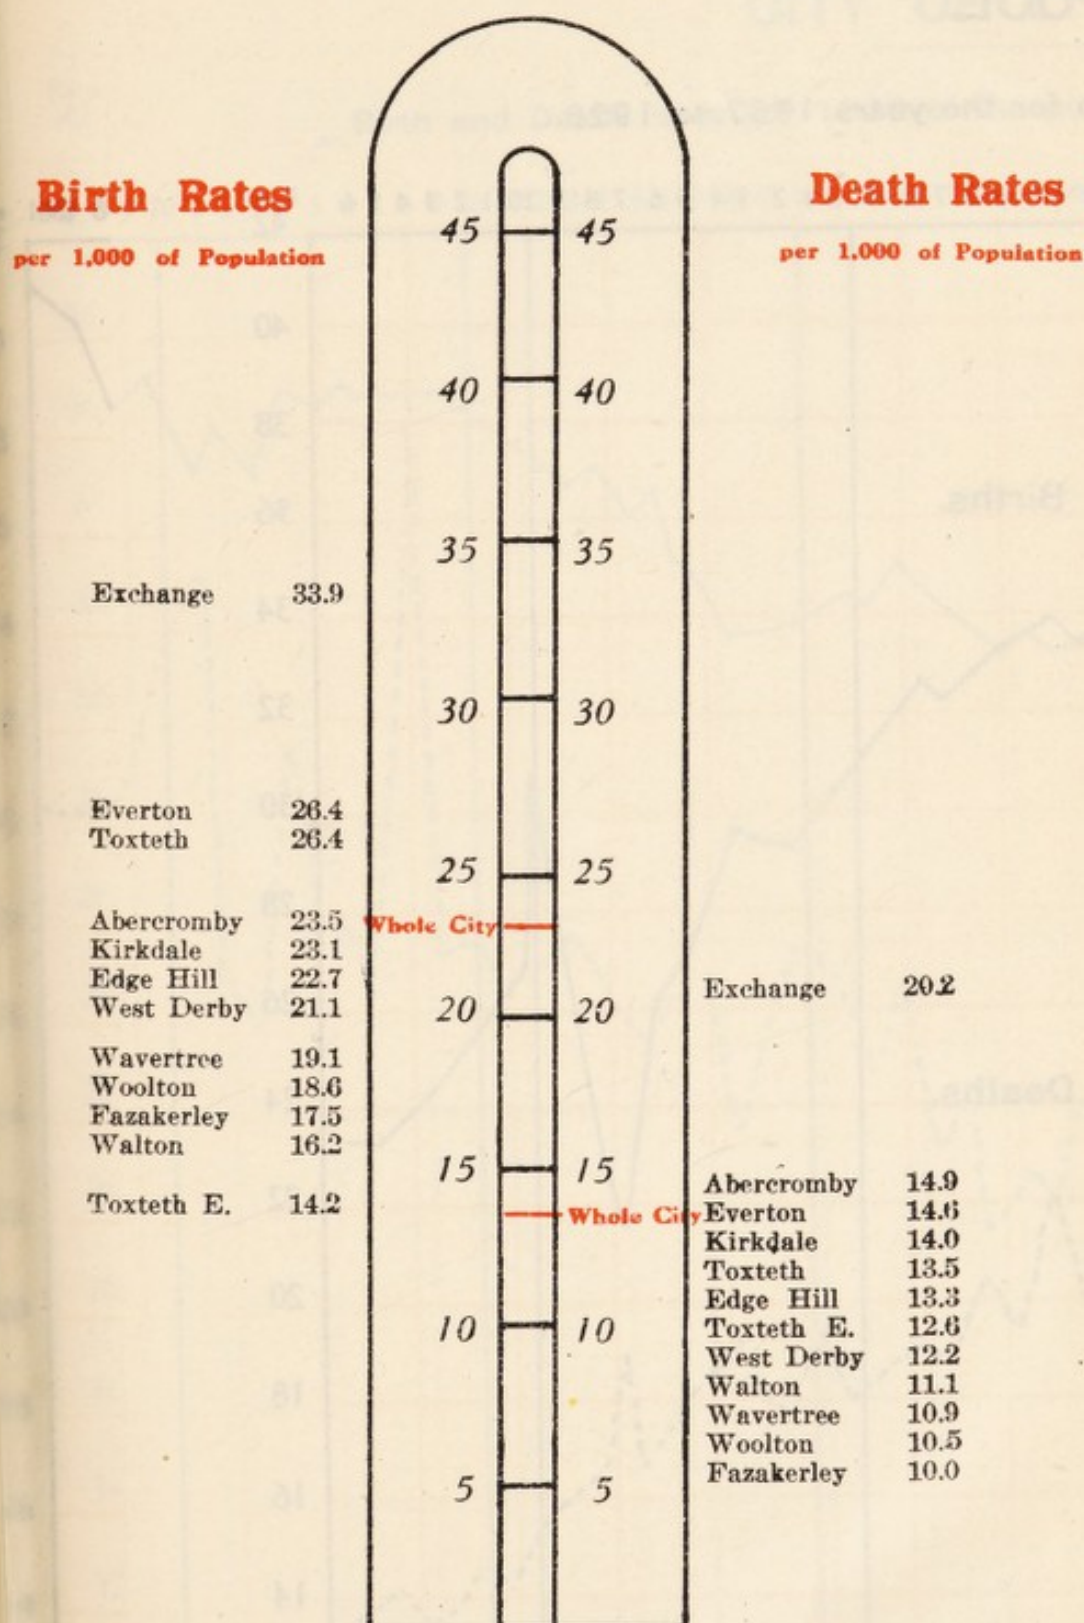 Birth Rates
per 1,000 of Population
Death Rates
per 1,000 of Population
45 45
40 40
35 35
Exchange 33.9
30 30
Everton 26.4
Toxteth 26.4
25 25
Abercromby 23.5
Whole City
Kirkdale 23.1
Edge Hill 22.7
West Derby 21.1
Exchange 20.2
20 20
Wavertree 19.1
Woolton 18.6
Fazakerley 17.5
Walton 16.2
15 15
Toxteth E. 14.2
Whole City
Abercromby 14.9
Everton 14.6
Kirkdale 14.0
Toxteth 13.5
Edge Hill 13.3
Toxteth E. 12.6
West Derby 12.2
Walton 11.1
Wavertree 10.9
Woolton 10.5
Fazakerley 10.0
10 10
5 5